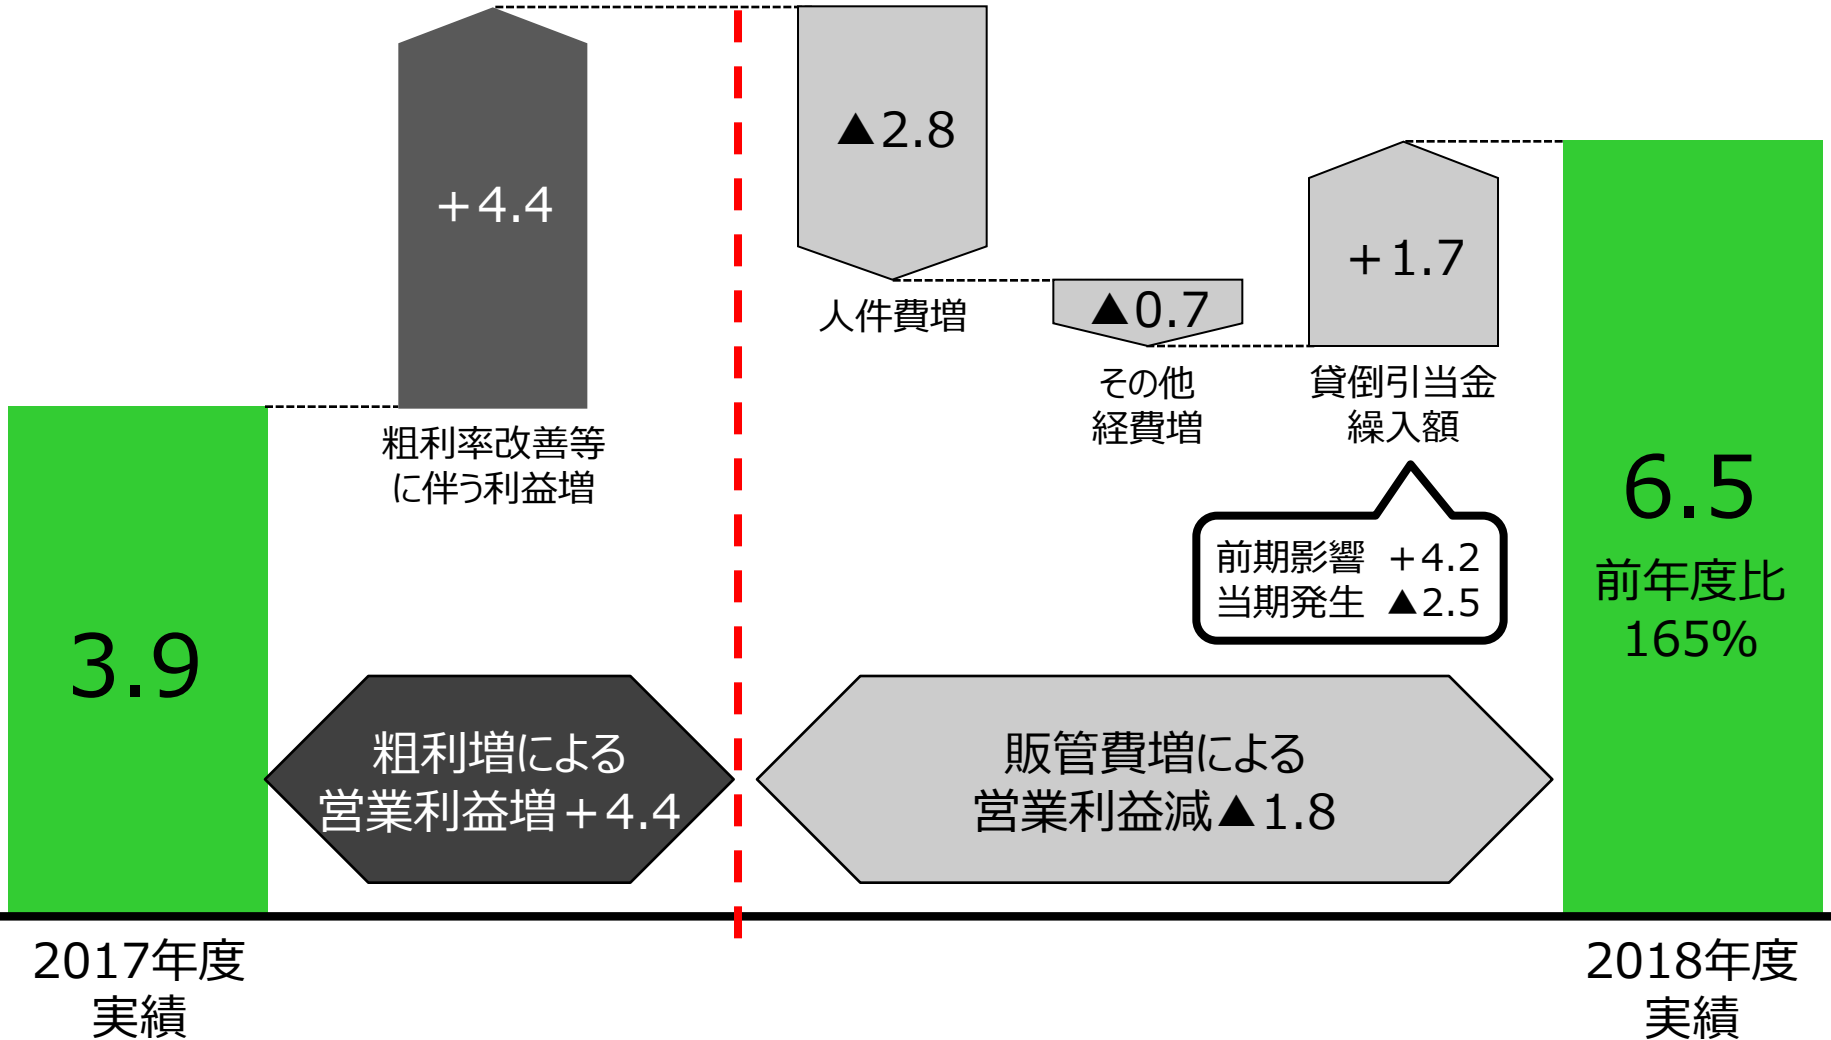 +4.4
粗利率改善等
に伴う利益増
▲2.8
人件費増
▲0.7
その他
経費増
+1.7
貸倒引当金
繰入額
前期影響 +4.2
当期発生 ▲2.5
3.9
6.5
前年度比
165%
粗利増による
営業利益増+4.4
販管費増による
営業利益減▲1.8
2017年度
実績
2018年度
実績